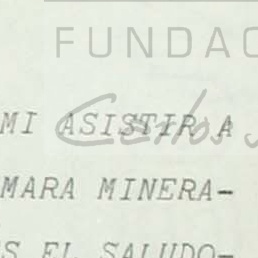 FUNDAC
MI ASISTIR A
Carlos S
MARA MINERA-
S EL SALUDO-